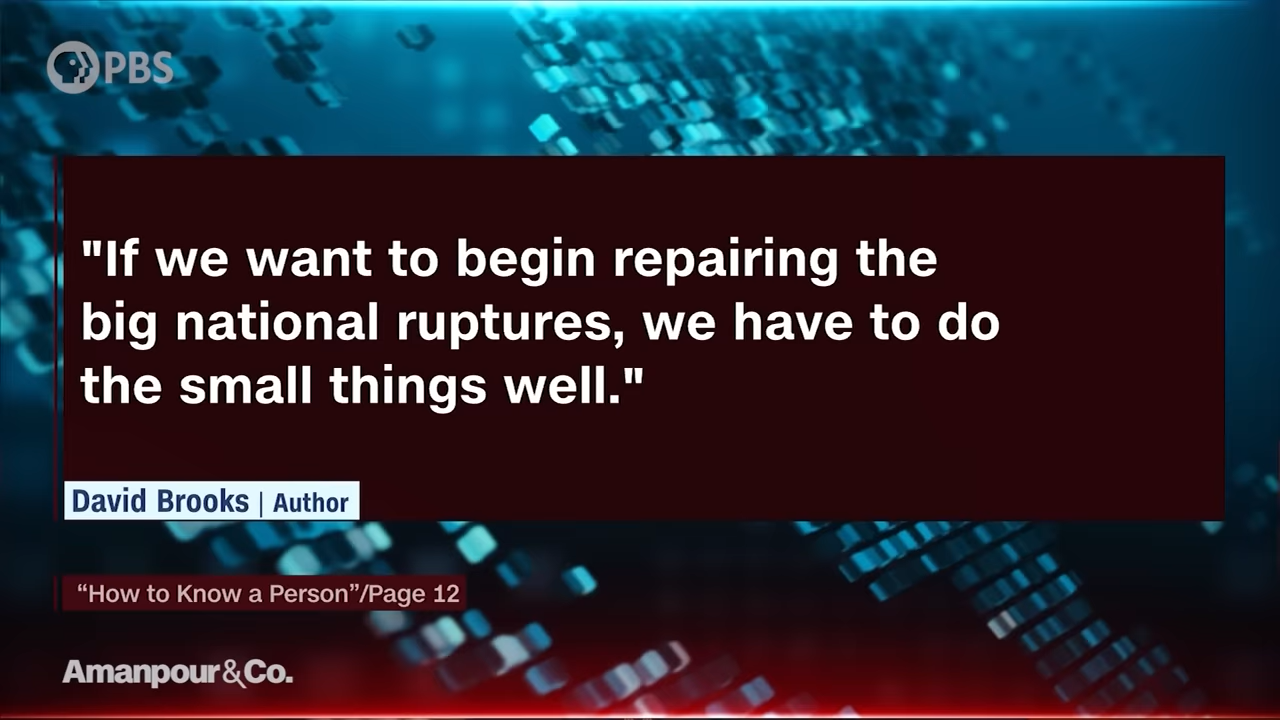 PBS
"If we want to begin repairing the
big national ruptures, we have to do
the small things well."
David Brooks | Author
“How to Know a Person”/Page 12
Amanpour&Co.